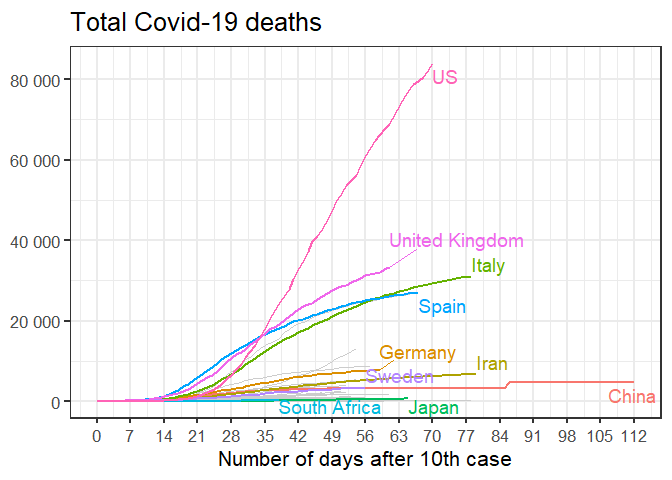 Total Covid-19 deaths
80 000
60 000
40 000
20 000
0
US
United Kingdom
Italy
Spain
Germany
Iran
Sweden
China
South Africa
Japan
0 7 14 21 28 35 42 49 56 63 70 77 84 91 98 105 112
Number of days after 10th case